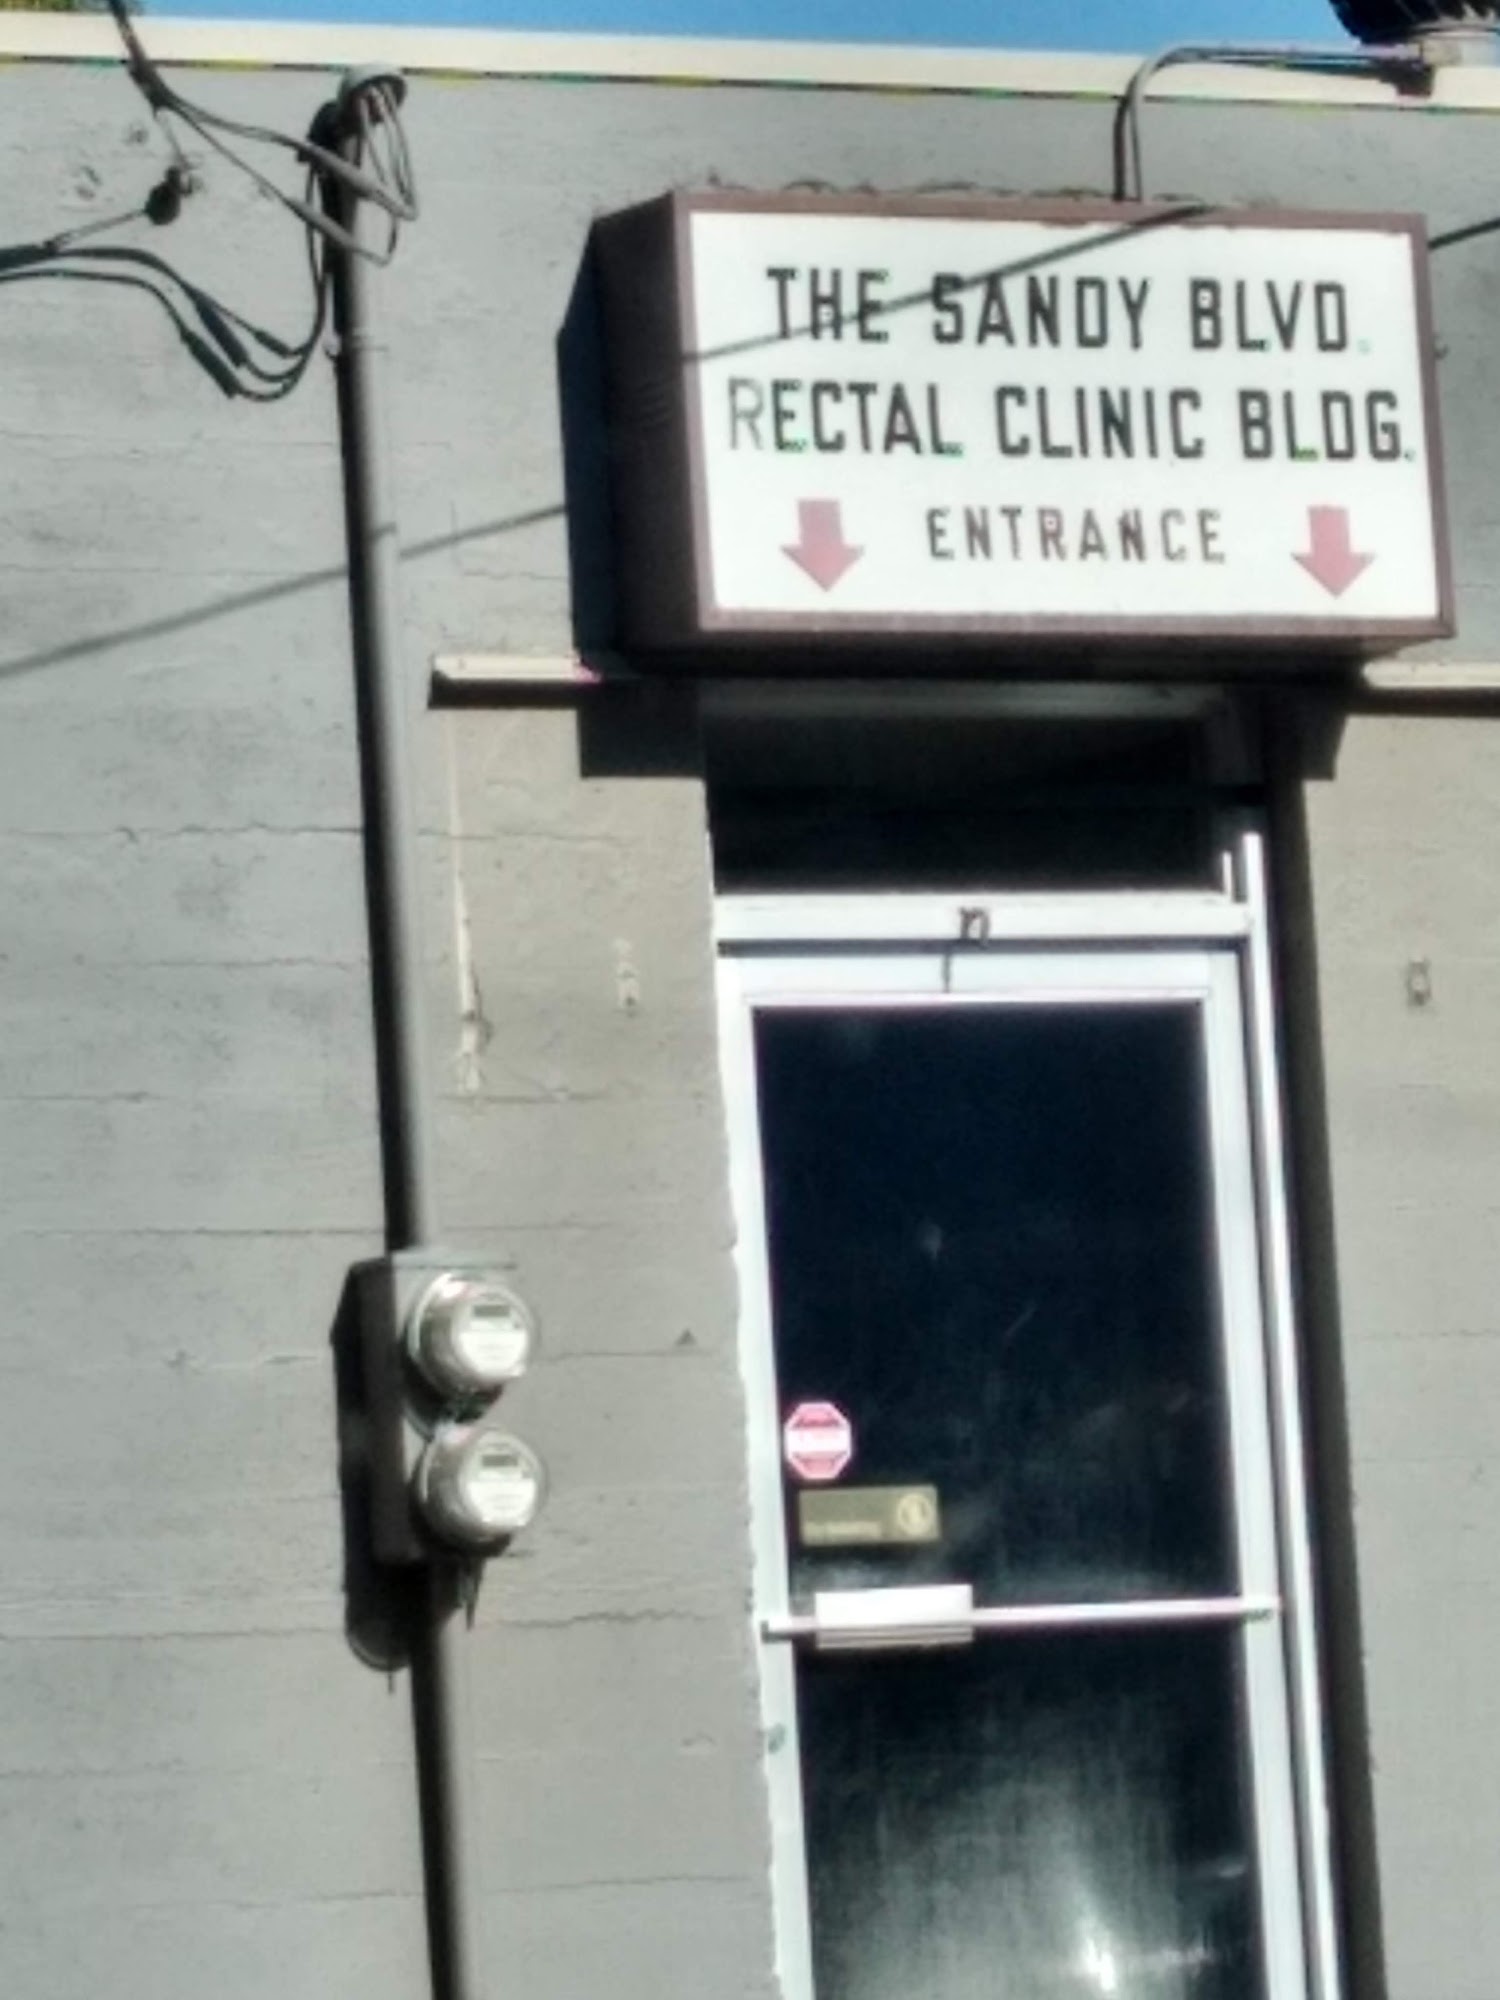 THE SANDY BLVD.
RECTAL CLINIC BLDG.
ENTRANCE